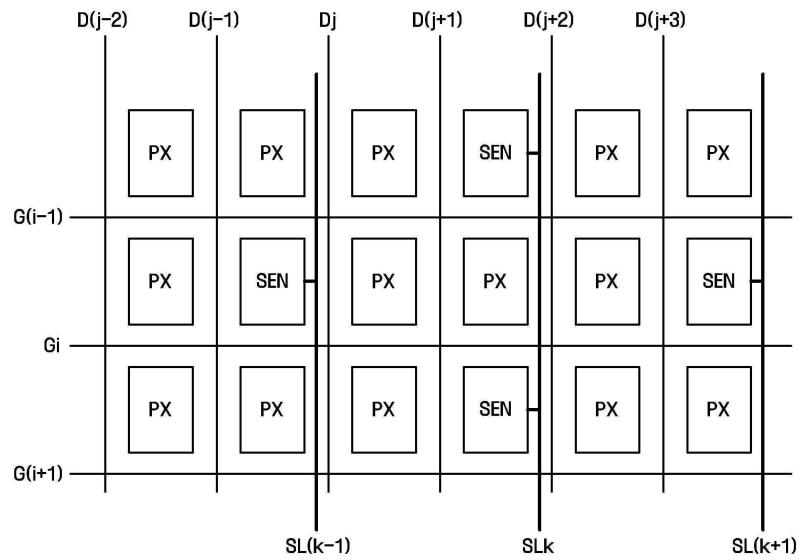 D(j-2) D(j-1) Dj D(j+1) D(j+2) D(j+3)
PX PX PX SEN PX PX
G(i-1)
PX SEN PX PX PX SEN
Gi
PX PX PX SEN PX PX
G(i+1)
SL(k-1) SLk SL(k+1)